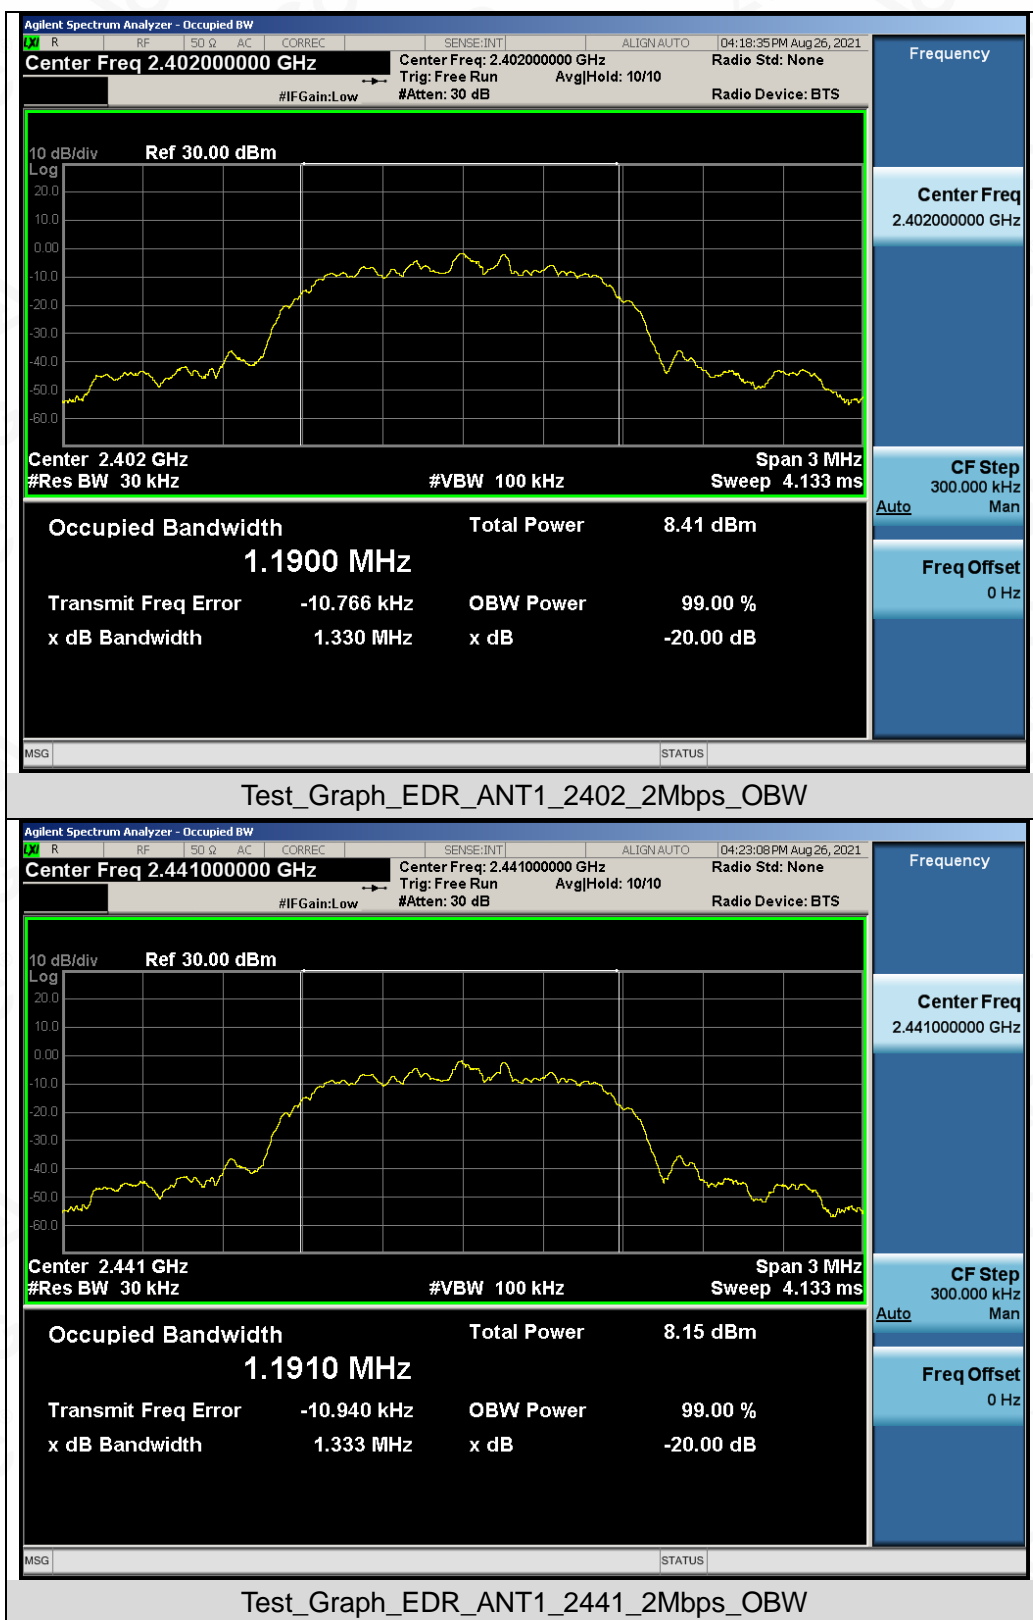 Agilent Spectrum Analyzer - Occupied BW
LXI R RF 50 Ω AC CORREC SENSE:INT ALIGN AUTO 04:18:35 PM Aug 26, 2021
Center Freq 2.402000000 GHz Center Freq: 2.402000000 GHz Radio Std: None
Trig: Free Run Avg|Hold: 10/10
#IFGain:Low #Atten: 30 dB Radio Device: BTS
Frequency
10 dB/div Ref 30.00 dBm
Log
20.0
10.0
0.00
-10.0
-20.0
-30.0
-40.0
-50.0
-60.0
Center 2.402 GHz Span 3 MHz
#Res BW 30 kHz #VBW 100 kHz Sweep 4.133 ms
Center Freq
2.402000000 GHz
CF Step
300.000 kHz
Auto Man
Freq Offset
0 Hz
Occupied Bandwidth Total Power 8.41 dBm
1.1900 MHz
Transmit Freq Error -10.766 kHz OBW Power 99.00 %
x dB Bandwidth 1.330 MHz x dB -20.00 dB
MSG STATUS
Test_Graph_EDR_ANT1_2402_2Mbps_OBW
Agilent Spectrum Analyzer - Occupied BW
LXI R RF 50 Ω AC CORREC SENSE:INT ALIGN AUTO 04:23:08 PM Aug 26, 2021
Center Freq 2.441000000 GHz Center Freq: 2.441000000 GHz Radio Std: None
Trig: Free Run Avg|Hold: 10/10
#IFGain:Low #Atten: 30 dB Radio Device: BTS
Frequency
10 dB/div Ref 30.00 dBm
Log
20.0
10.0
0.00
-10.0
-20.0
-30.0
-40.0
-50.0
-60.0
Center 2.441 GHz Span 3 MHz
#Res BW 30 kHz #VBW 100 kHz Sweep 4.133 ms
Center Freq
2.441000000 GHz
CF Step
300.000 kHz
Auto Man
Freq Offset
0 Hz
Occupied Bandwidth Total Power 8.15 dBm
1.1910 MHz
Transmit Freq Error -10.940 kHz OBW Power 99.00 %
x dB Bandwidth 1.333 MHz x dB -20.00 dB
MSG STATUS
Test_Graph_EDR_ANT1_2441_2Mbps_OBW